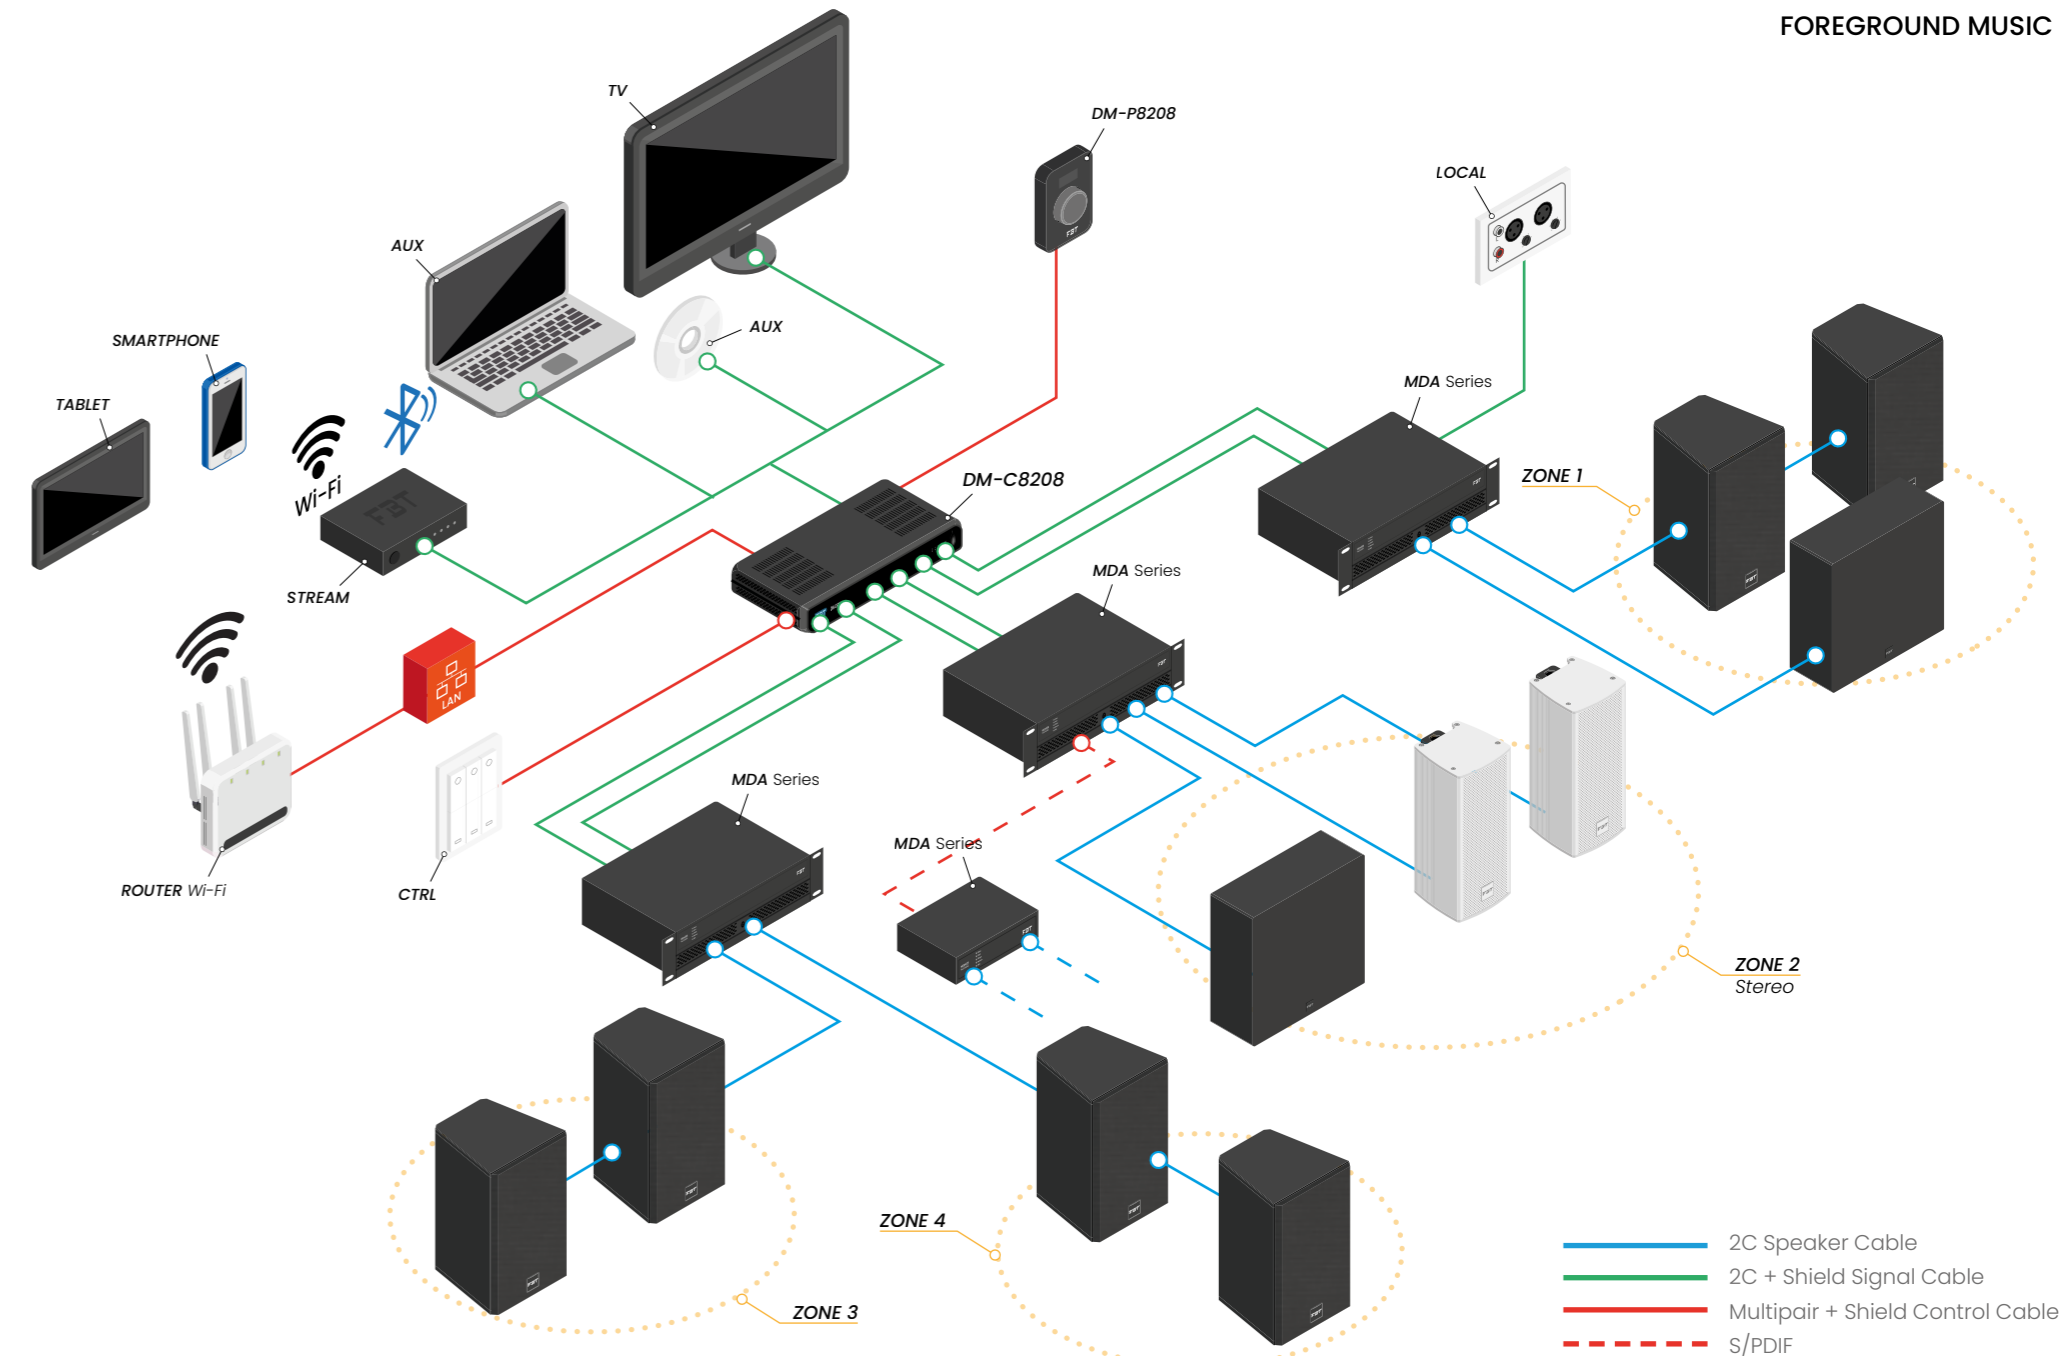 FOREGROUND MUSIC
TV
DM-P8208
LOCAL
AUX
AUX
SMARTPHONE
TABLET
MDA Series
Wi-Fi
FBT
DM-C8208
ZONE 1
STREAM
MDA Series
LAN
MDA Series
MDA Series
ROUTER Wi-Fi
CTRL
ZONE 2
Stereo
ZONE 4
ZONE 3
2C Speaker Cable
2C + Shield Signal Cable
Multipair + Shield Control Cable
S/PDIF